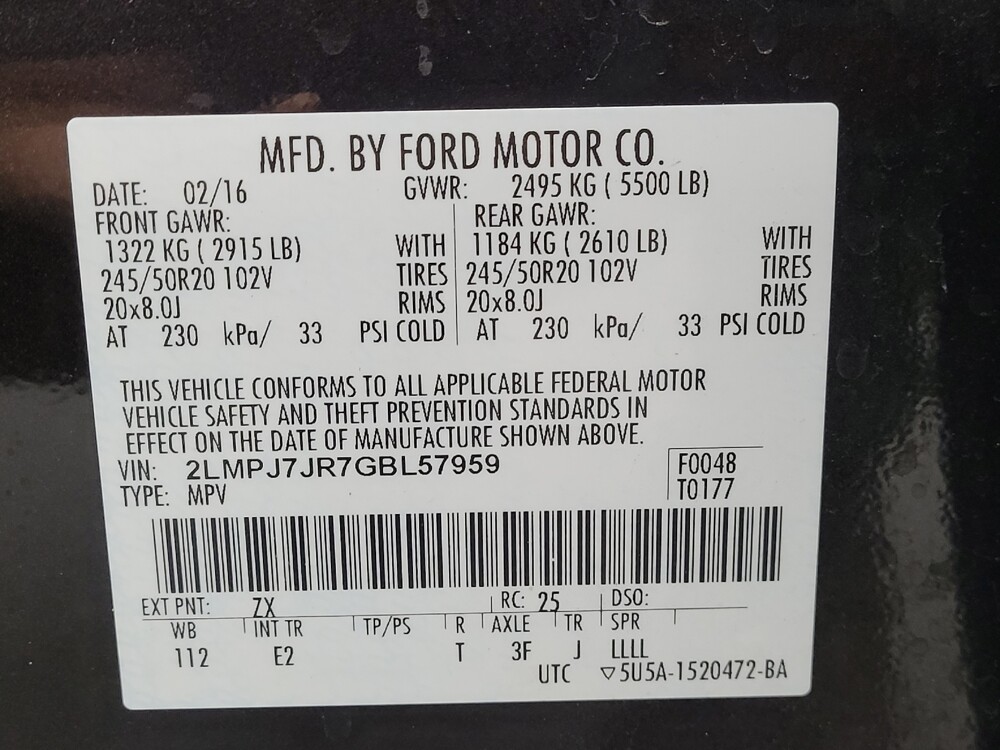 MFD. BY FORD MOTOR CO.
DATE: 02/16 GVWR: 2495 KG ( 5500 LB)
FRONT GAWR: REAR GAWR:
1322 KG ( 2915 LB) WITH 1184 KG ( 2610 LB) WITH
245/50R20 102V TIRES 245/50R20 102V TIRES
20x8.0J RIMS 20x8.0J RIMS
AT 230 kPa/ 33 PSI COLD AT 230 kPa/ 33 PSI COLD
THIS VEHICLE CONFORMS TO ALL APPLICABLE FEDERAL MOTOR
VEHICLE SAFETY AND THEFT PREVENTION STANDARDS IN
EFFECT ON THE DATE OF MANUFACTURE SHOWN ABOVE.
VIN: 2LMPJ7JR7GBL57959 F0048
TYPE: MPV T0177
EXT PNT: ZX RC: 25 DSO:
WB INT TR TP/PS R AXLE TR SPR
112 E2 T 3F J LLLL
UTC ▽5U5A-1520472-BA